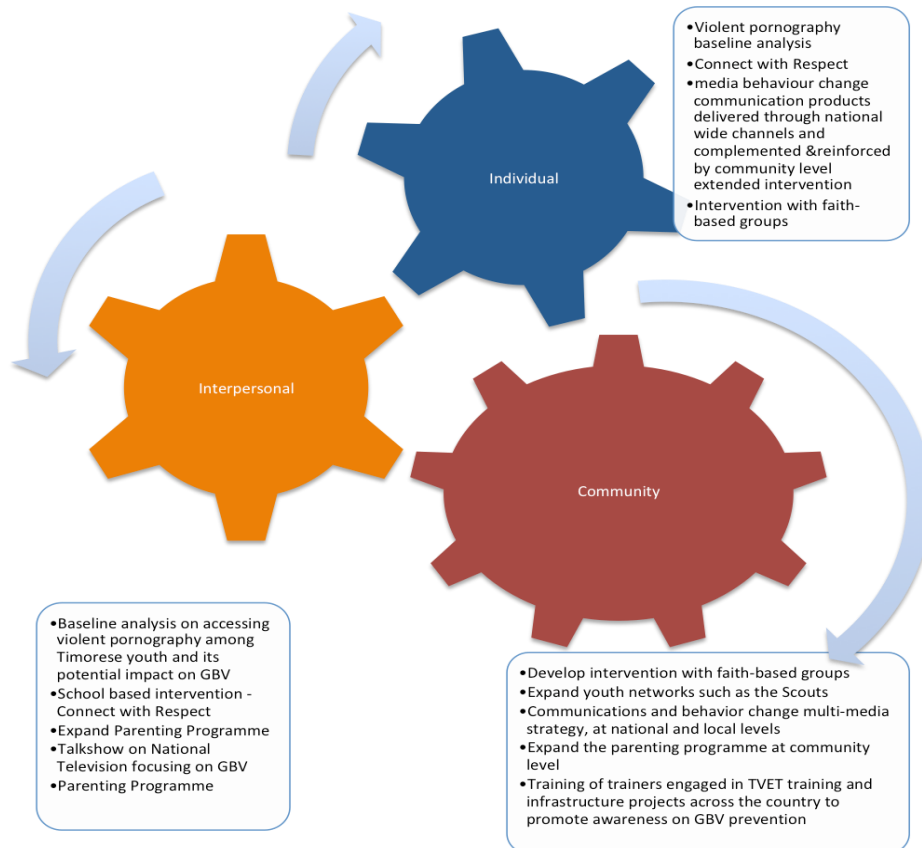 •Violent pornography
baseline analysis
•Connect with Respect
•media behaviour change
communication products
delivered through national
wide channels and
complemented &reinforced
by community level
extended intervention
•Intervention with faith-
based groups
Individual
Interpersonal
Community
•Baseline analysis on accessing
violent pornography among
Timorese youth and its
potential impact on GBV
•School based intervention -
Connect with Respect
•Expand Parenting Programme
•Talkshow on National
Television focusing on GBV
•Parenting Programme
•Develop intervention with faith-based groups
•Expand youth networks such as the Scouts
•Communications and behavior change multi-media
strategy, at national and local levels
•Expand the parenting programme at community
level
•Training of trainers engaged in TVET training and
infrastructure projects across the country to
promote awareness on GBV prevention